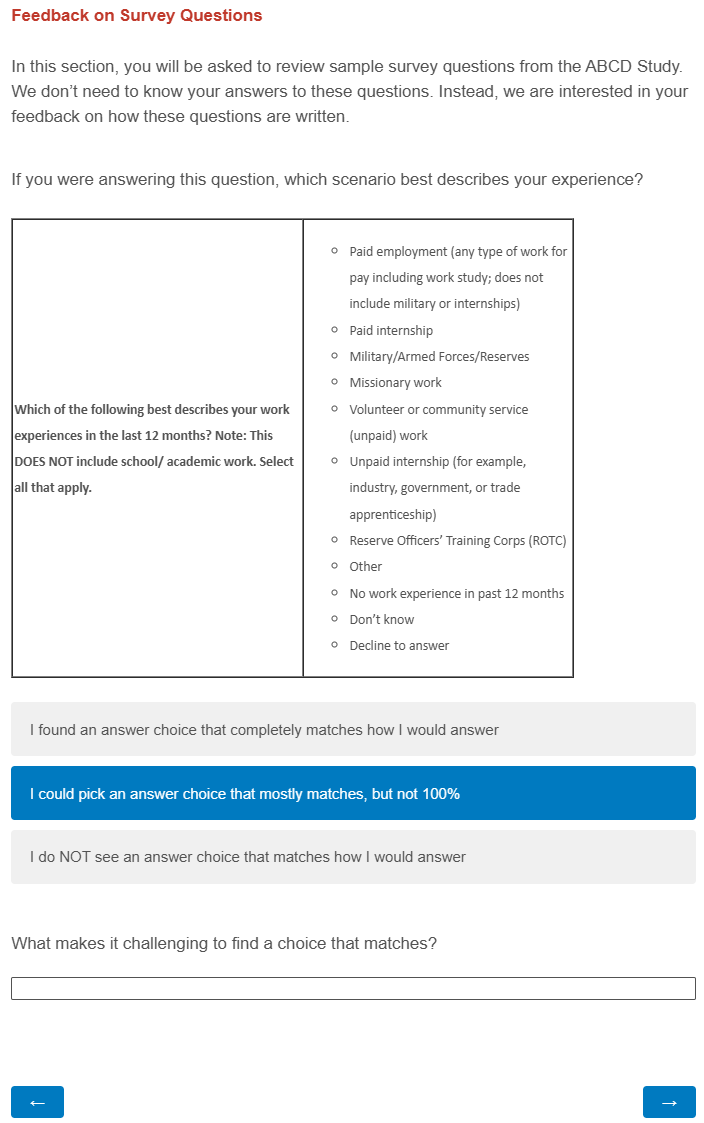 Feedback on Survey Questions
In this section, you will be asked to review sample survey questions from the ABCD Study.
We don’t need to know your answers to these questions. Instead, we are interested in your
feedback on how these questions are written.
If you were answering this question, which scenario best describes your experience?
Which of the following best describes your work
experiences in the last 12 months? Note: This
DOES NOT include school/ academic work. Select
all that apply.
Paid employment (any type of work for
pay including work study; does not
include military or internships)
Paid internship
Military/Armed Forces/Reserves
Missionary work
Volunteer or community service
(unpaid) work
Unpaid internship (for example,
industry, government, or trade
apprenticeship)
Reserve Officers’ Training Corps (ROTC)
Other
No work experience in past 12 months
Don’t know
Decline to answer
I found an answer choice that completely matches how I would answer
I could pick an answer choice that mostly matches, but not 100%
I do NOT see an answer choice that matches how I would answer
What makes it challenging to find a choice that matches?
← →